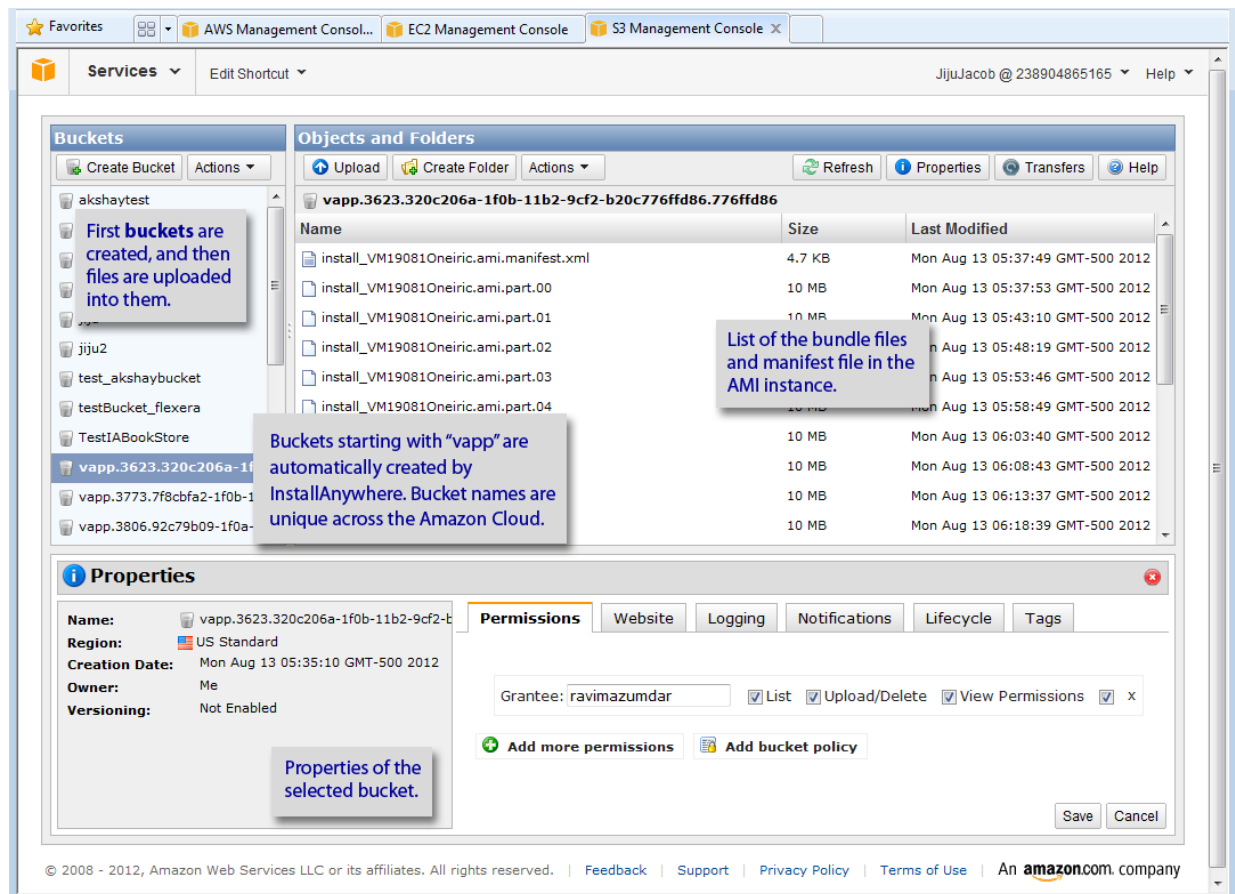 Favorites
AWS Management Consol...
EC2 Management Console
S3 Management Console X
Services
Edit Shortcut
JijuJacob @ 238904865165
Help
Buckets
Create Bucket
Actions
akshaytest
First buckets are
created, and then
files are uploaded
into them.
jiju2
test_akshaybucket
testBucket_flexera
TestIABookStore
vapp.3623.320c206a-1f
vapp.3773.7f8cbfa2-1f0b-1
vapp.3806.92c79b09-1f0a-
Objects and Folders
Upload
Create Folder
Actions
Refresh
Properties
Transfers
Help
vapp.3623.320c206a-1f0b-11b2-9cf2-b20c776ffd86.776ffd86
Name Size Last Modified
install_VM19081Oneiric.ami.manifest.xml 4.7 KB Mon Aug 13 05:37:49 GMT-500 2012
install_VM19081Oneiric.ami.part.00 10 MB Mon Aug 13 05:37:53 GMT-500 2012
install_VM19081Oneiric.ami.part.01 10 MB Mon Aug 13 05:43:10 GMT-500 2012
install_VM19081Oneiric.ami.part.02 n Aug 13 05:48:19 GMT-500 2012
install_VM19081Oneiric.ami.part.03 n Aug 13 05:53:46 GMT-500 2012
install_VM19081Oneiric.ami.part.04 10 MB Mon Aug 13 05:58:49 GMT-500 2012
10 MB Mon Aug 13 06:03:40 GMT-500 2012
10 MB Mon Aug 13 06:08:43 GMT-500 2012
10 MB Mon Aug 13 06:13:37 GMT-500 2012
10 MB Mon Aug 13 06:18:39 GMT-500 2012
List of the bundle files
and manifest file in the
AMI instance.
Buckets starting with “vapp” are
automatically created by
InstallAnywhere. Bucket names are
unique across the Amazon Cloud.
Properties
Name: vapp.3623.320c206a-1f0b-11b2-9cf2-b
Region: US Standard
Creation Date: Mon Aug 13 05:35:10 GMT-500 2012
Owner: Me
Versioning: Not Enabled
Properties of the
selected bucket.
Permissions
Website
Logging
Notifications
Lifecycle
Tags
Grantee: ravimazumdar List Upload/Delete View Permissions x
Add more permissions
Add bucket policy
Save
Cancel
© 2008 - 2012, Amazon Web Services LLC or its affiliates. All rights reserved. | Feedback | Support | Privacy Policy | Terms of Use | An amazon.com. company